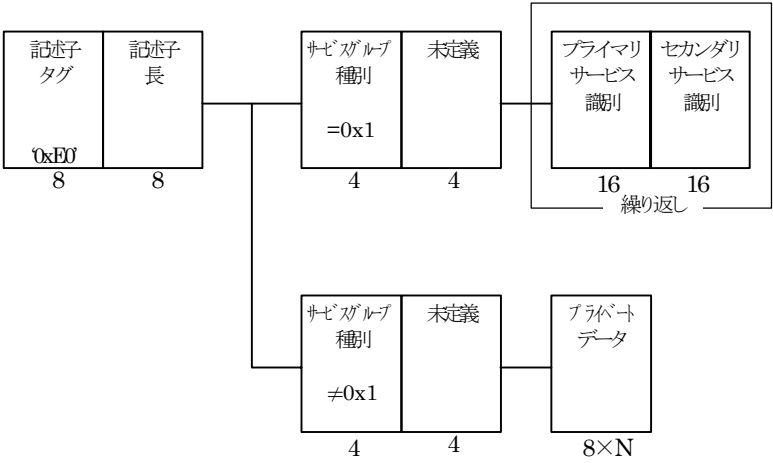 記述子
タグ
'0xE0'
8
記述子
長
8
サービスグループ
種別
=0x1
4
未定義
4
プライマリ
サービス
識別
16
セカンダリ
サービス
識別
16
繰り返し
サービスグループ
種別
≠0x1
4
未定義
4
プライベート
データ
8×N